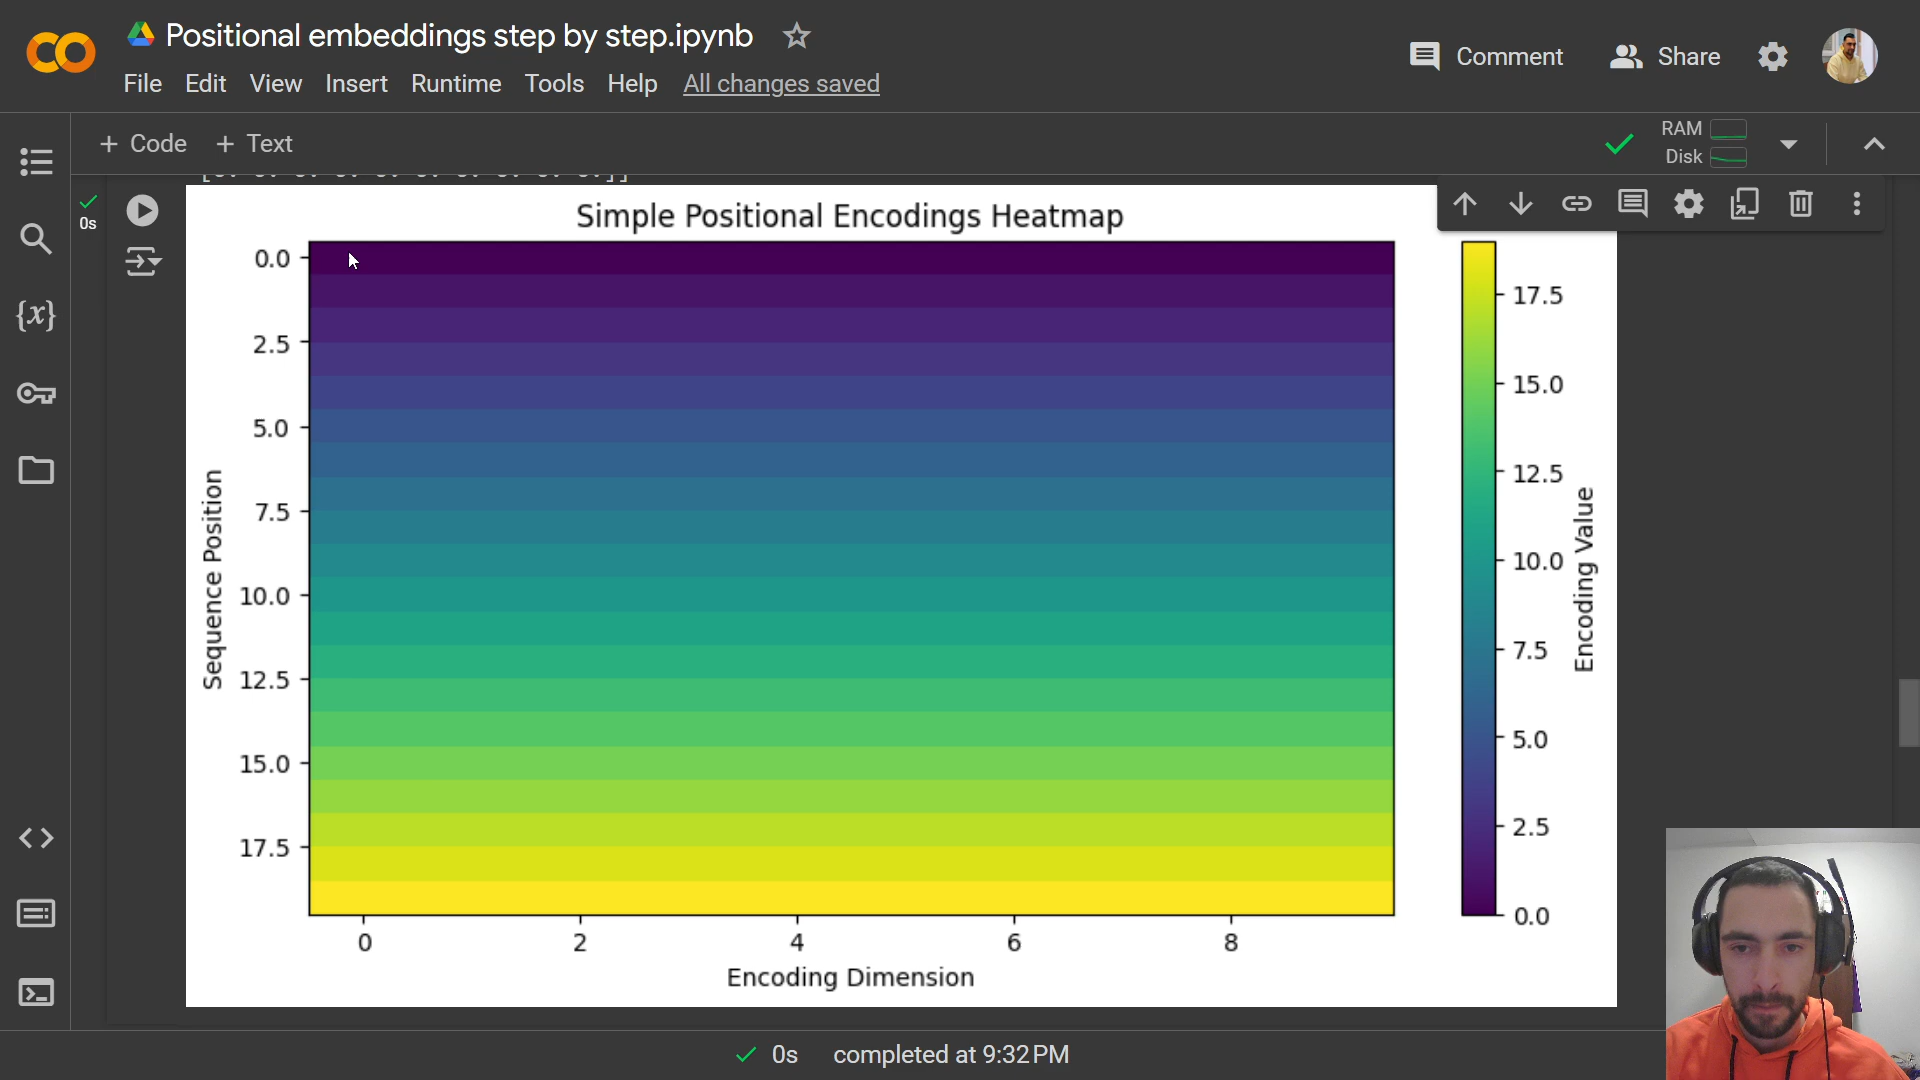 Positional embeddings step by step.ipynb
Comment
Share
File Edit View Insert Runtime Tools Help All changes saved
+ Code + Text
RAM
Disk
0s
{x}
Simple Positional Encodings Heatmap
Sequence Position
0.0
2.5
5.0
7.5
10.0
12.5
15.0
17.5
0 2 4 6 8
Encoding Dimension
17.5
15.0
12.5
10.0
7.5
5.0
2.5
0.0
Encoding Value
0s completed at 9:32 PM